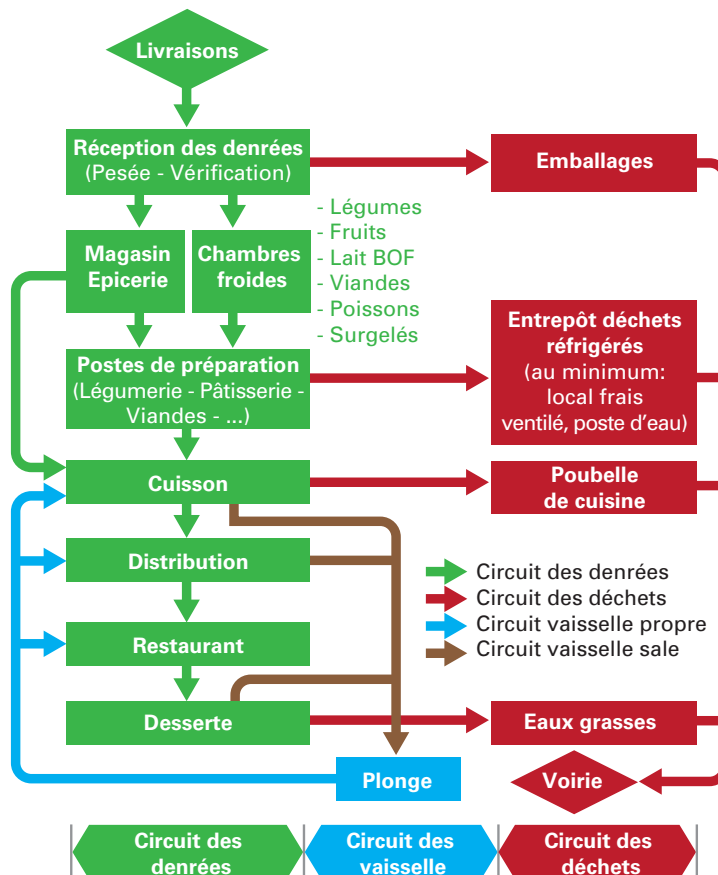 Livraisons
Réception des denrées
(Pesée - Vérification)
Emballages
Magasin
Epicerie
Chambres
froides
- Légumes
- Fruits
- Lait BOF
- Viandes
- Poissons
- Surgelés
Postes de préparation
(Légumerie - Pâtisserie -
Viandes - ...)
Entrepôt déchets
réfrigérés
(au minimum:
local frais
ventilé, poste d'eau)
Cuisson
Poubelle
de cuisine
Distribution
Circuit des denrées
Circuit des déchets
Circuit vaisselle propre
Circuit vaisselle sale
Restaurant
Desserte
Eaux grasses
Plonge
Voirie
Circuit des
denrées
Circuit des
vaisselle
Circuit des
déchets